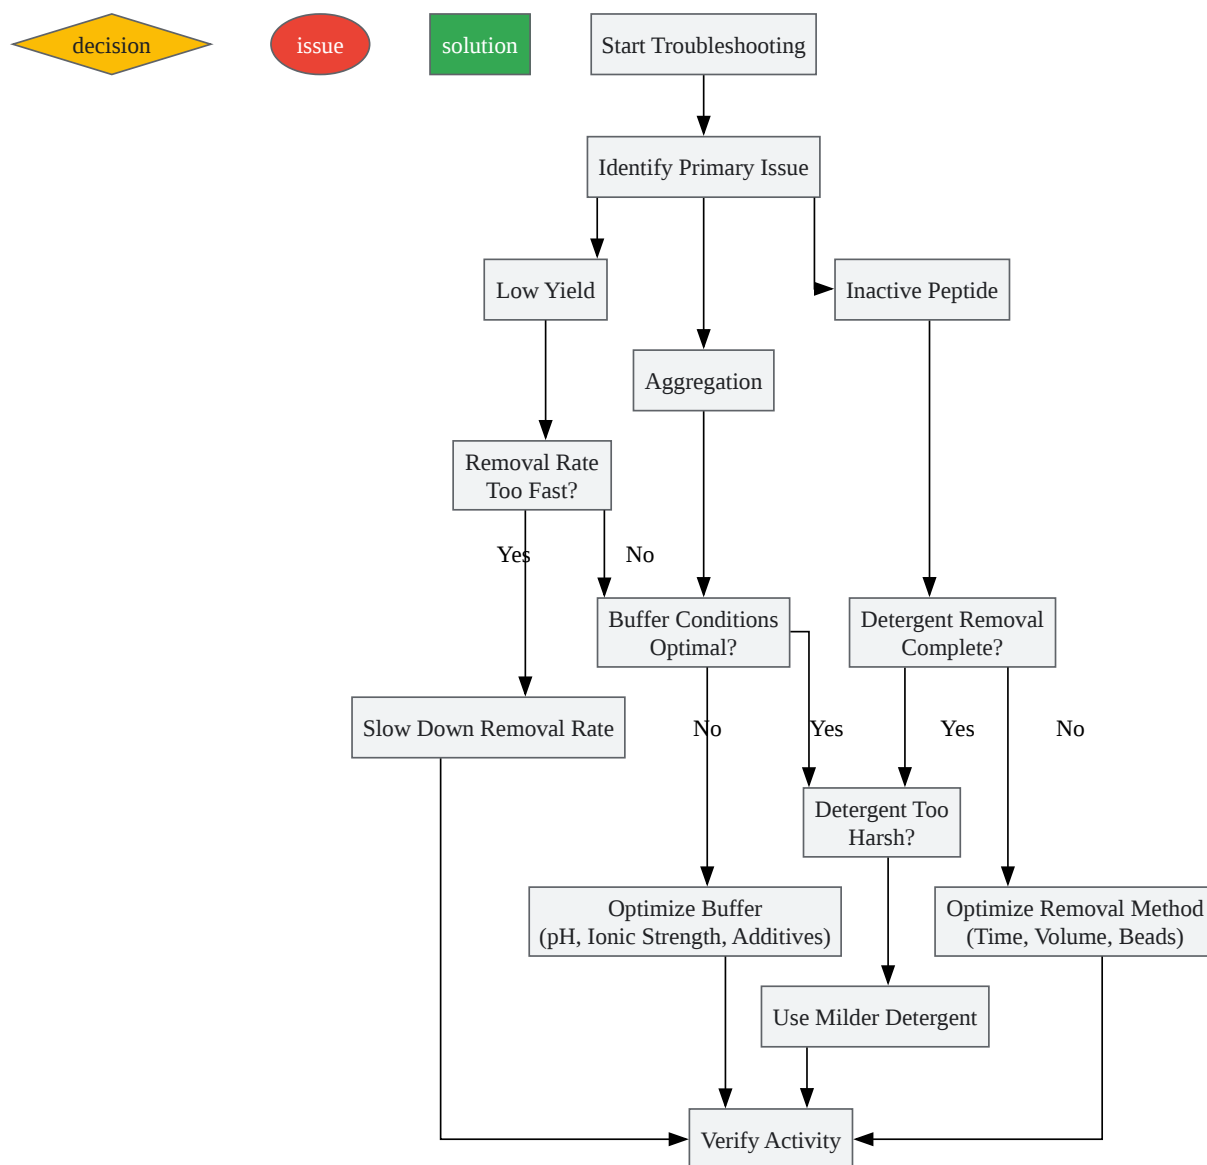 decision
issue
solution
Start Troubleshooting
Identify Primary Issue
Low Yield
Inactive Peptide
Aggregation
Removal Rate
Too Fast?
Yes
No
Buffer Conditions
Optimal?
Detergent Removal
Complete?
Slow Down Removal Rate
No
Yes
Yes
No
Detergent Too
Harsh?
Optimize Buffer
(pH, Ionic Strength, Additives)
Optimize Removal Method
(Time, Volume, Beads)
Use Milder Detergent
Verify Activity